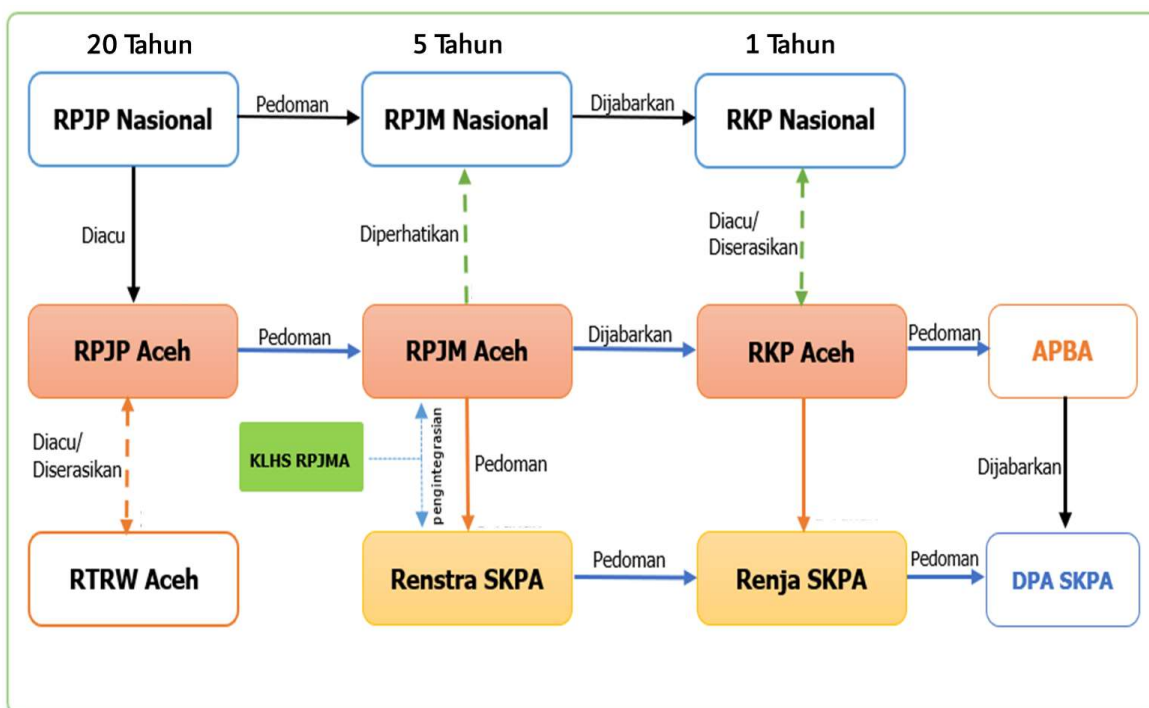 20 Tahun
5 Tahun
1 Tahun
RPJP Nasional
Pedoman
RPJM Nasional
Dijabarkan
RKP Nasional
Diacu
Diperhatikan
Diacu/
Diserasikan
RPJP Aceh
Pedoman
RPJM Aceh
Dijabarkan
RKP Aceh
Pedoman
APBA
Diacu/
Diserasikan
KLHS RPJMA
pengintegrasian
Pedoman
Dijabarkan
RTRW Aceh
Renstra SKPA
Pedoman
Renja SKPA
Pedoman
DPA SKPA